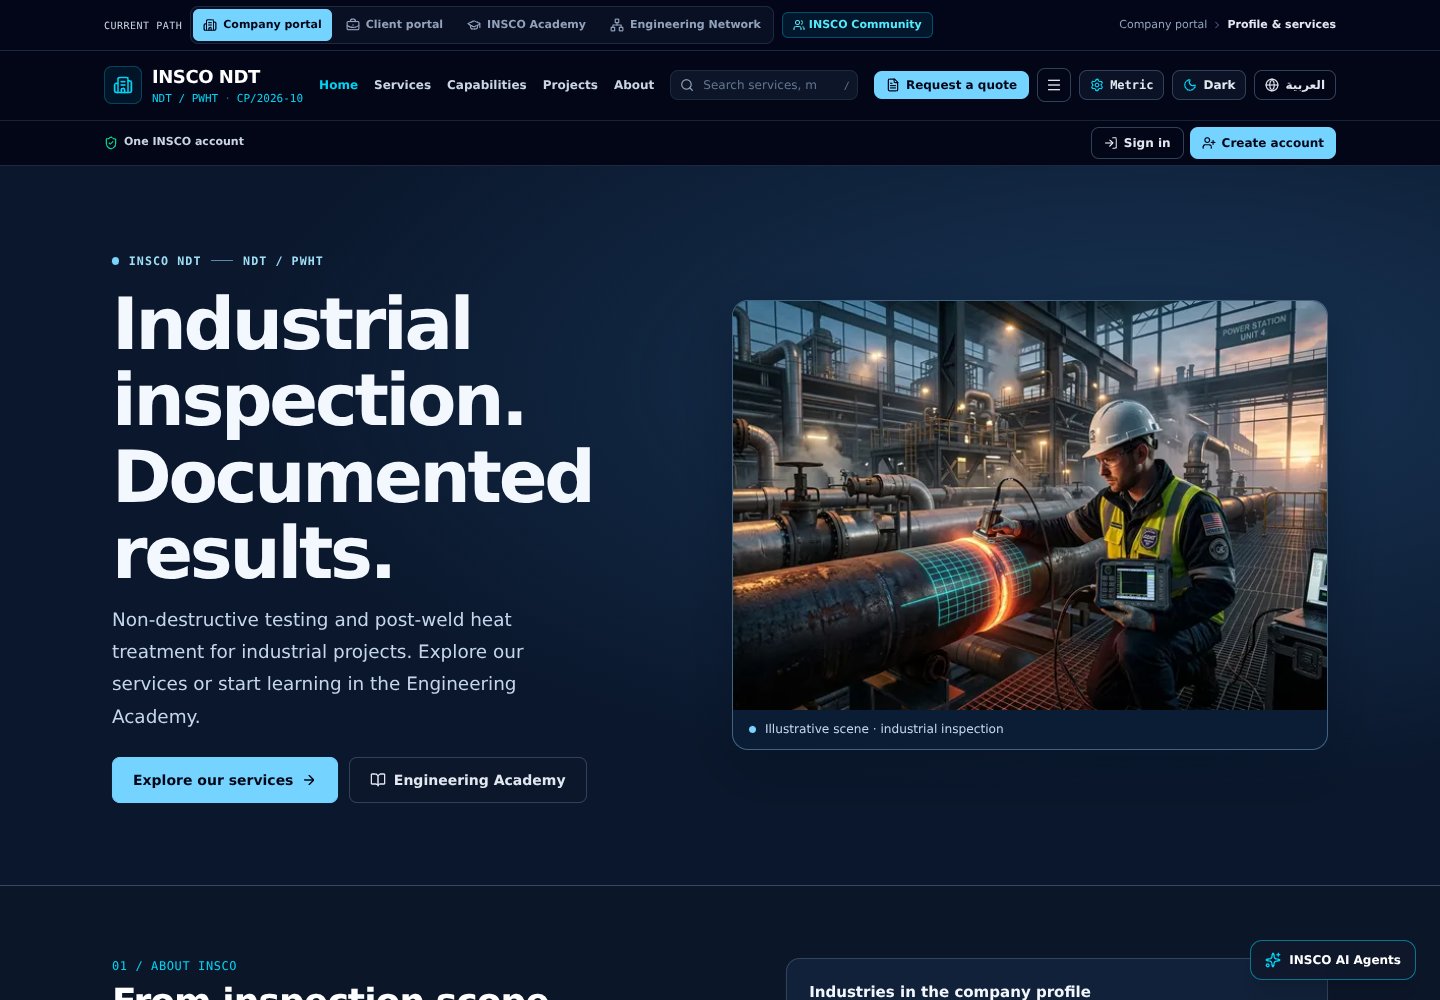 CURRENT PATH
Company portal
Client portal
INSCO Academy
Engineering Network
INSCO Community
Company portal > Profile & services
INSCO NDT
NDT / PWHT · CP/2026-10
Home
Services
Capabilities
Projects
About
Search services, m
/
Request a quote
Metric
Dark
العربية
One INSCO account
Sign in
Create account
INSCO NDT — NDT / PWHT
Industrial
inspection.
Documented
results.
Non-destructive testing and post-weld heat
treatment for industrial projects. Explore our
services or start learning in the Engineering
Academy.
Explore our services →
Engineering Academy
POWER STATION
UNIT 4
Illustrative scene · industrial inspection
01 / ABOUT INSCO
From inspection scope
Industries in the company profile
INSCO AI Agents